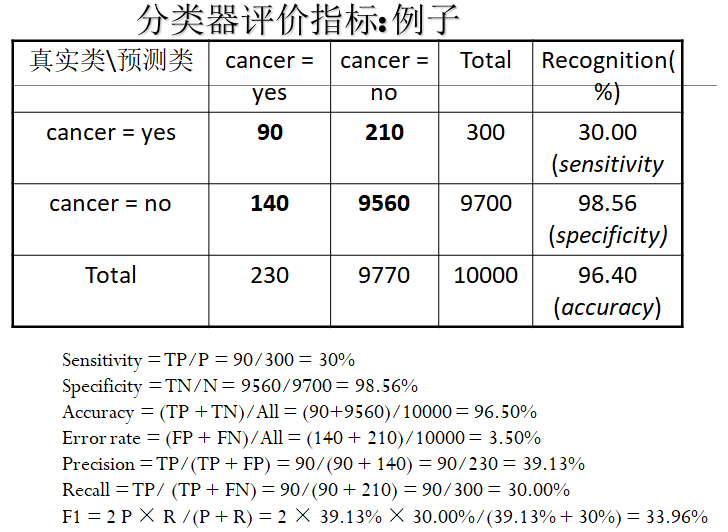 分类器评价指标:例子
真实类\预测类 cancer = yes cancer = no Total Recognition(%)
cancer = yes 90 210 300 30.00 (sensitivity
cancer = no 140 9560 9700 98.56 (specificity)
Total 230 9770 10000 96.40 (accuracy)
Sensitivity = TP/P = 90/300 = 30%
Specificity = TN/N = 9560/9700 = 98.56%
Accuracy = (TP + TN)/All = (90+9560)/10000 = 96.50%
Error rate = (FP + FN)/All = (140 + 210)/10000 = 3.50%
Precision = TP/(TP + FP) = 90/(90 + 140) = 90/230 = 39.13%
Recall = TP/ (TP + FN) = 90/(90 + 210) = 90/300 = 30.00%
F1 = 2 P × R /(P + R) = 2 × 39.13% × 30.00%/(39.13% + 30%) = 33.96%